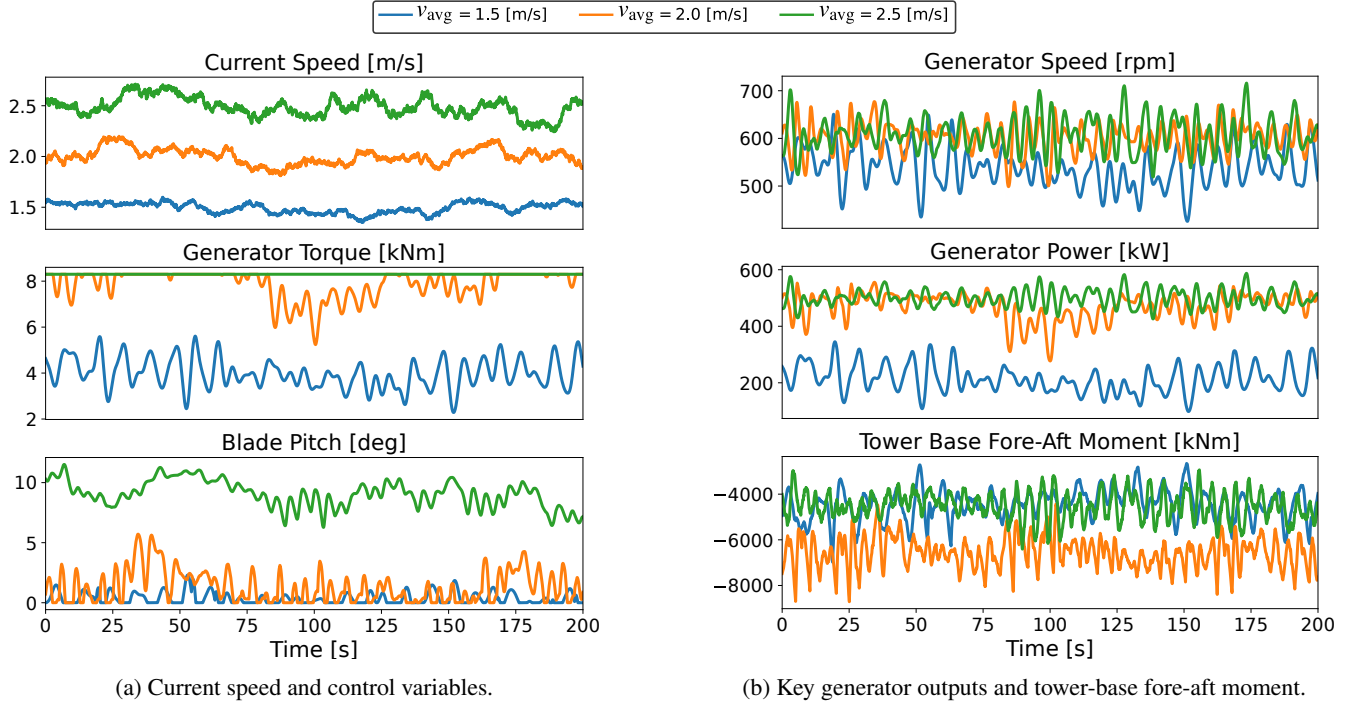 v_avg = 1.5 [m/s] v_avg = 2.0 [m/s] v_avg = 2.5 [m/s]
Current Speed [m/s]
2.5
2.0
1.5
Generator Torque [kNm]
8
6
4
2
Blade Pitch [deg]
10
5
0
0 25 50 75 100 125 150 175 200
Time [s]
(a) Current speed and control variables.
Generator Speed [rpm]
700
600
500
Generator Power [kW]
600
400
200
Tower Base Fore-Aft Moment [kNm]
−4000
−6000
−8000
0 25 50 75 100 125 150 175 200
Time [s]
(b) Key generator outputs and tower-base fore-aft moment.